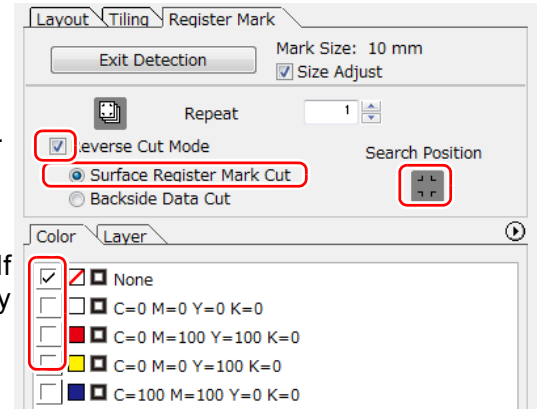 Layout Tiling Register Mark
Exit Detection
Mark Size: 10 mm
Size Adjust
Repeat 1
Reverse Cut Mode
Search Position
Surface Register Mark Cut
Backside Data Cut
Color Layer
If
None
y
C=0 M=0 Y=0 K=0
C=0 M=100 Y=100 K=0
C=0 M=0 Y=100 K=0
C=100 M=100 Y=0 K=0